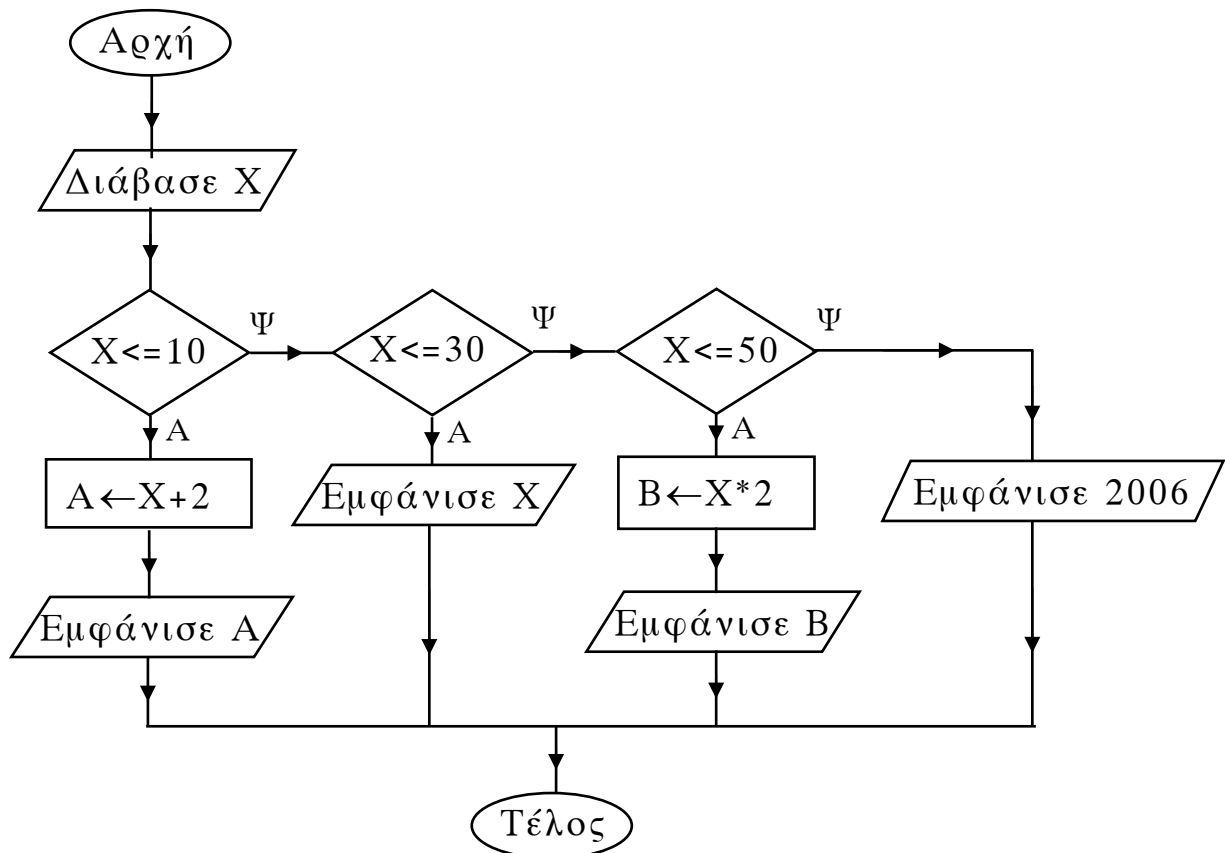 Αρχή
Διάβασε Χ
Χ<=10
Ψ
Χ<=30
Ψ
Χ<=50
Ψ
Α
Α
Α
Α←Χ+2
Εμφάνισε Χ
Β←Χ*2
Εμφάνισε 2006
Εμφάνισε Α
Εμφάνισε Β
Τέλος